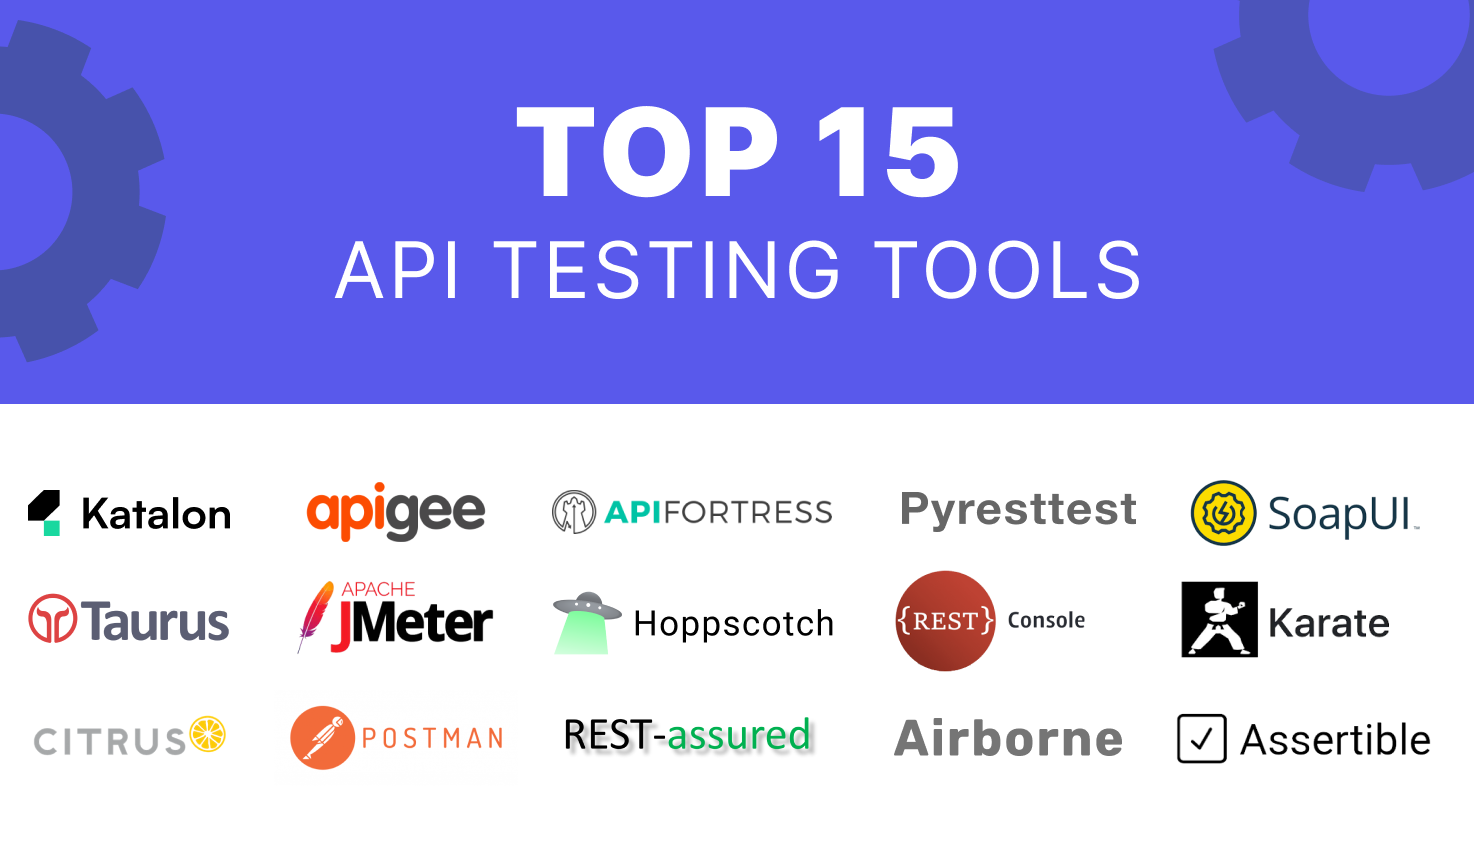 TOP 15
API TESTING TOOLS
Katalon
apigee
APIFORTRESS
Pyresttest
SoapUI™
Taurus
APACHE
JMeter
Hoppscotch
{REST}
Console
Karate
CITRUS
POSTMAN
REST-assured
Airborne
Assertible